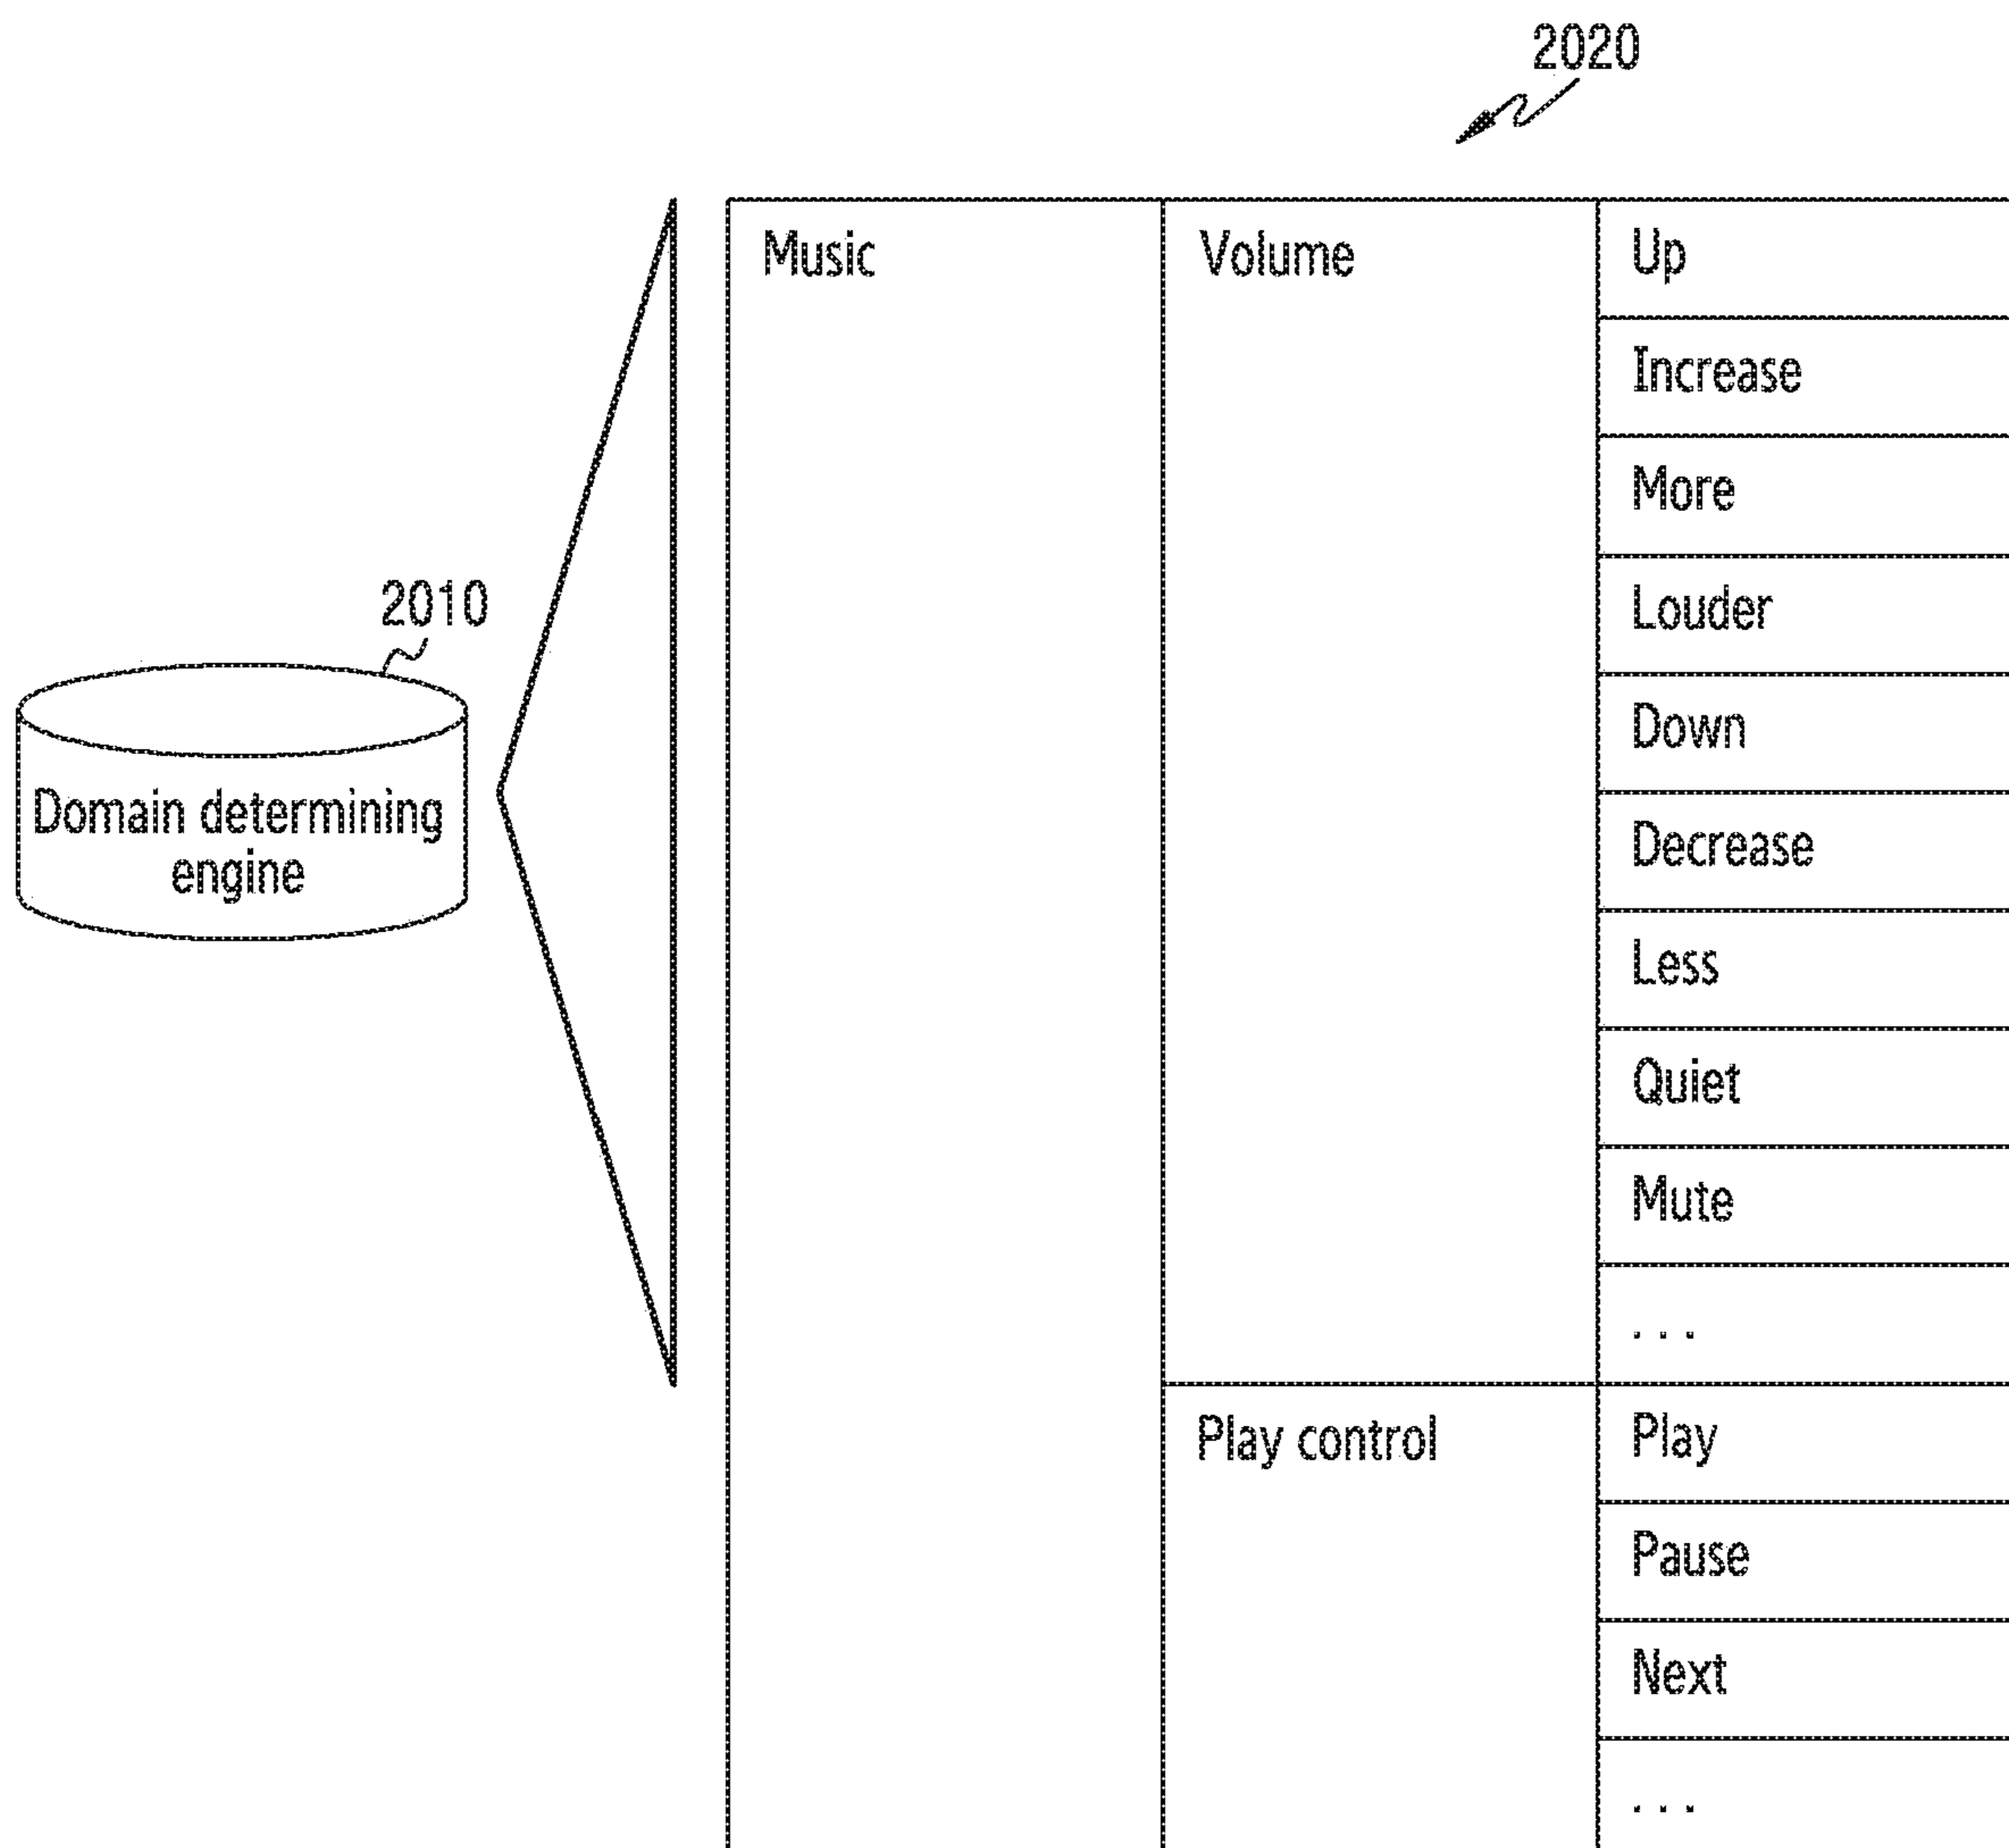 2020
Music
Volume
Up
Increase
More
Louder
Down
Decrease
Less
Quiet
Mute
. . .
Play control
Play
Pause
Next
. . .
2010
Domain determining
engine